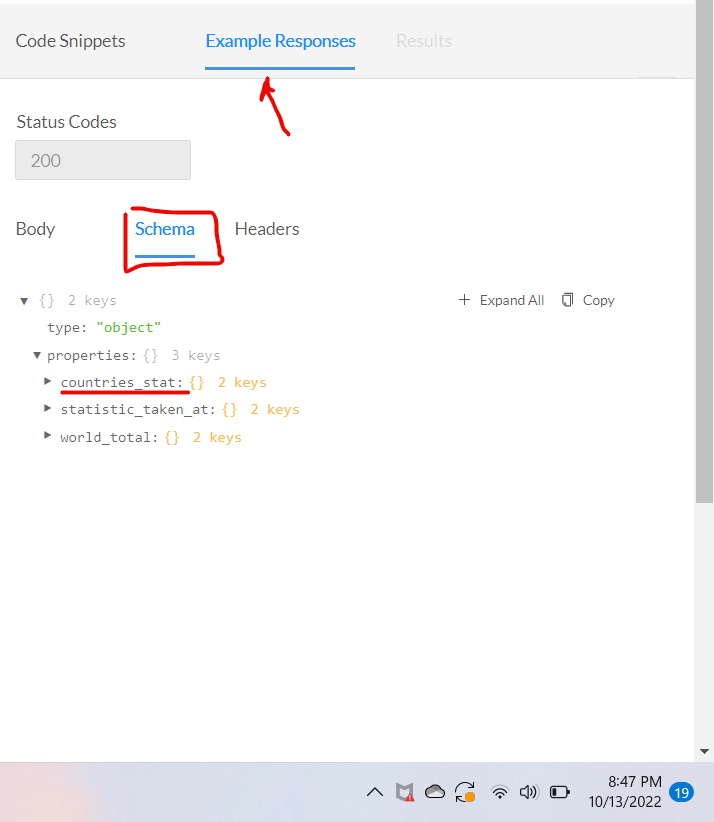 Code Snippets Example Responses Results
Status Codes
200
Body Schema Headers
▼ {} 2 keys + Expand All Copy
type: "object"
▼ properties: {} 3 keys
▶ countries_stat: {} 2 keys
▶ statistic_taken_at: {} 2 keys
▶ world_total: {} 2 keys
8:47 PM
10/13/2022 19